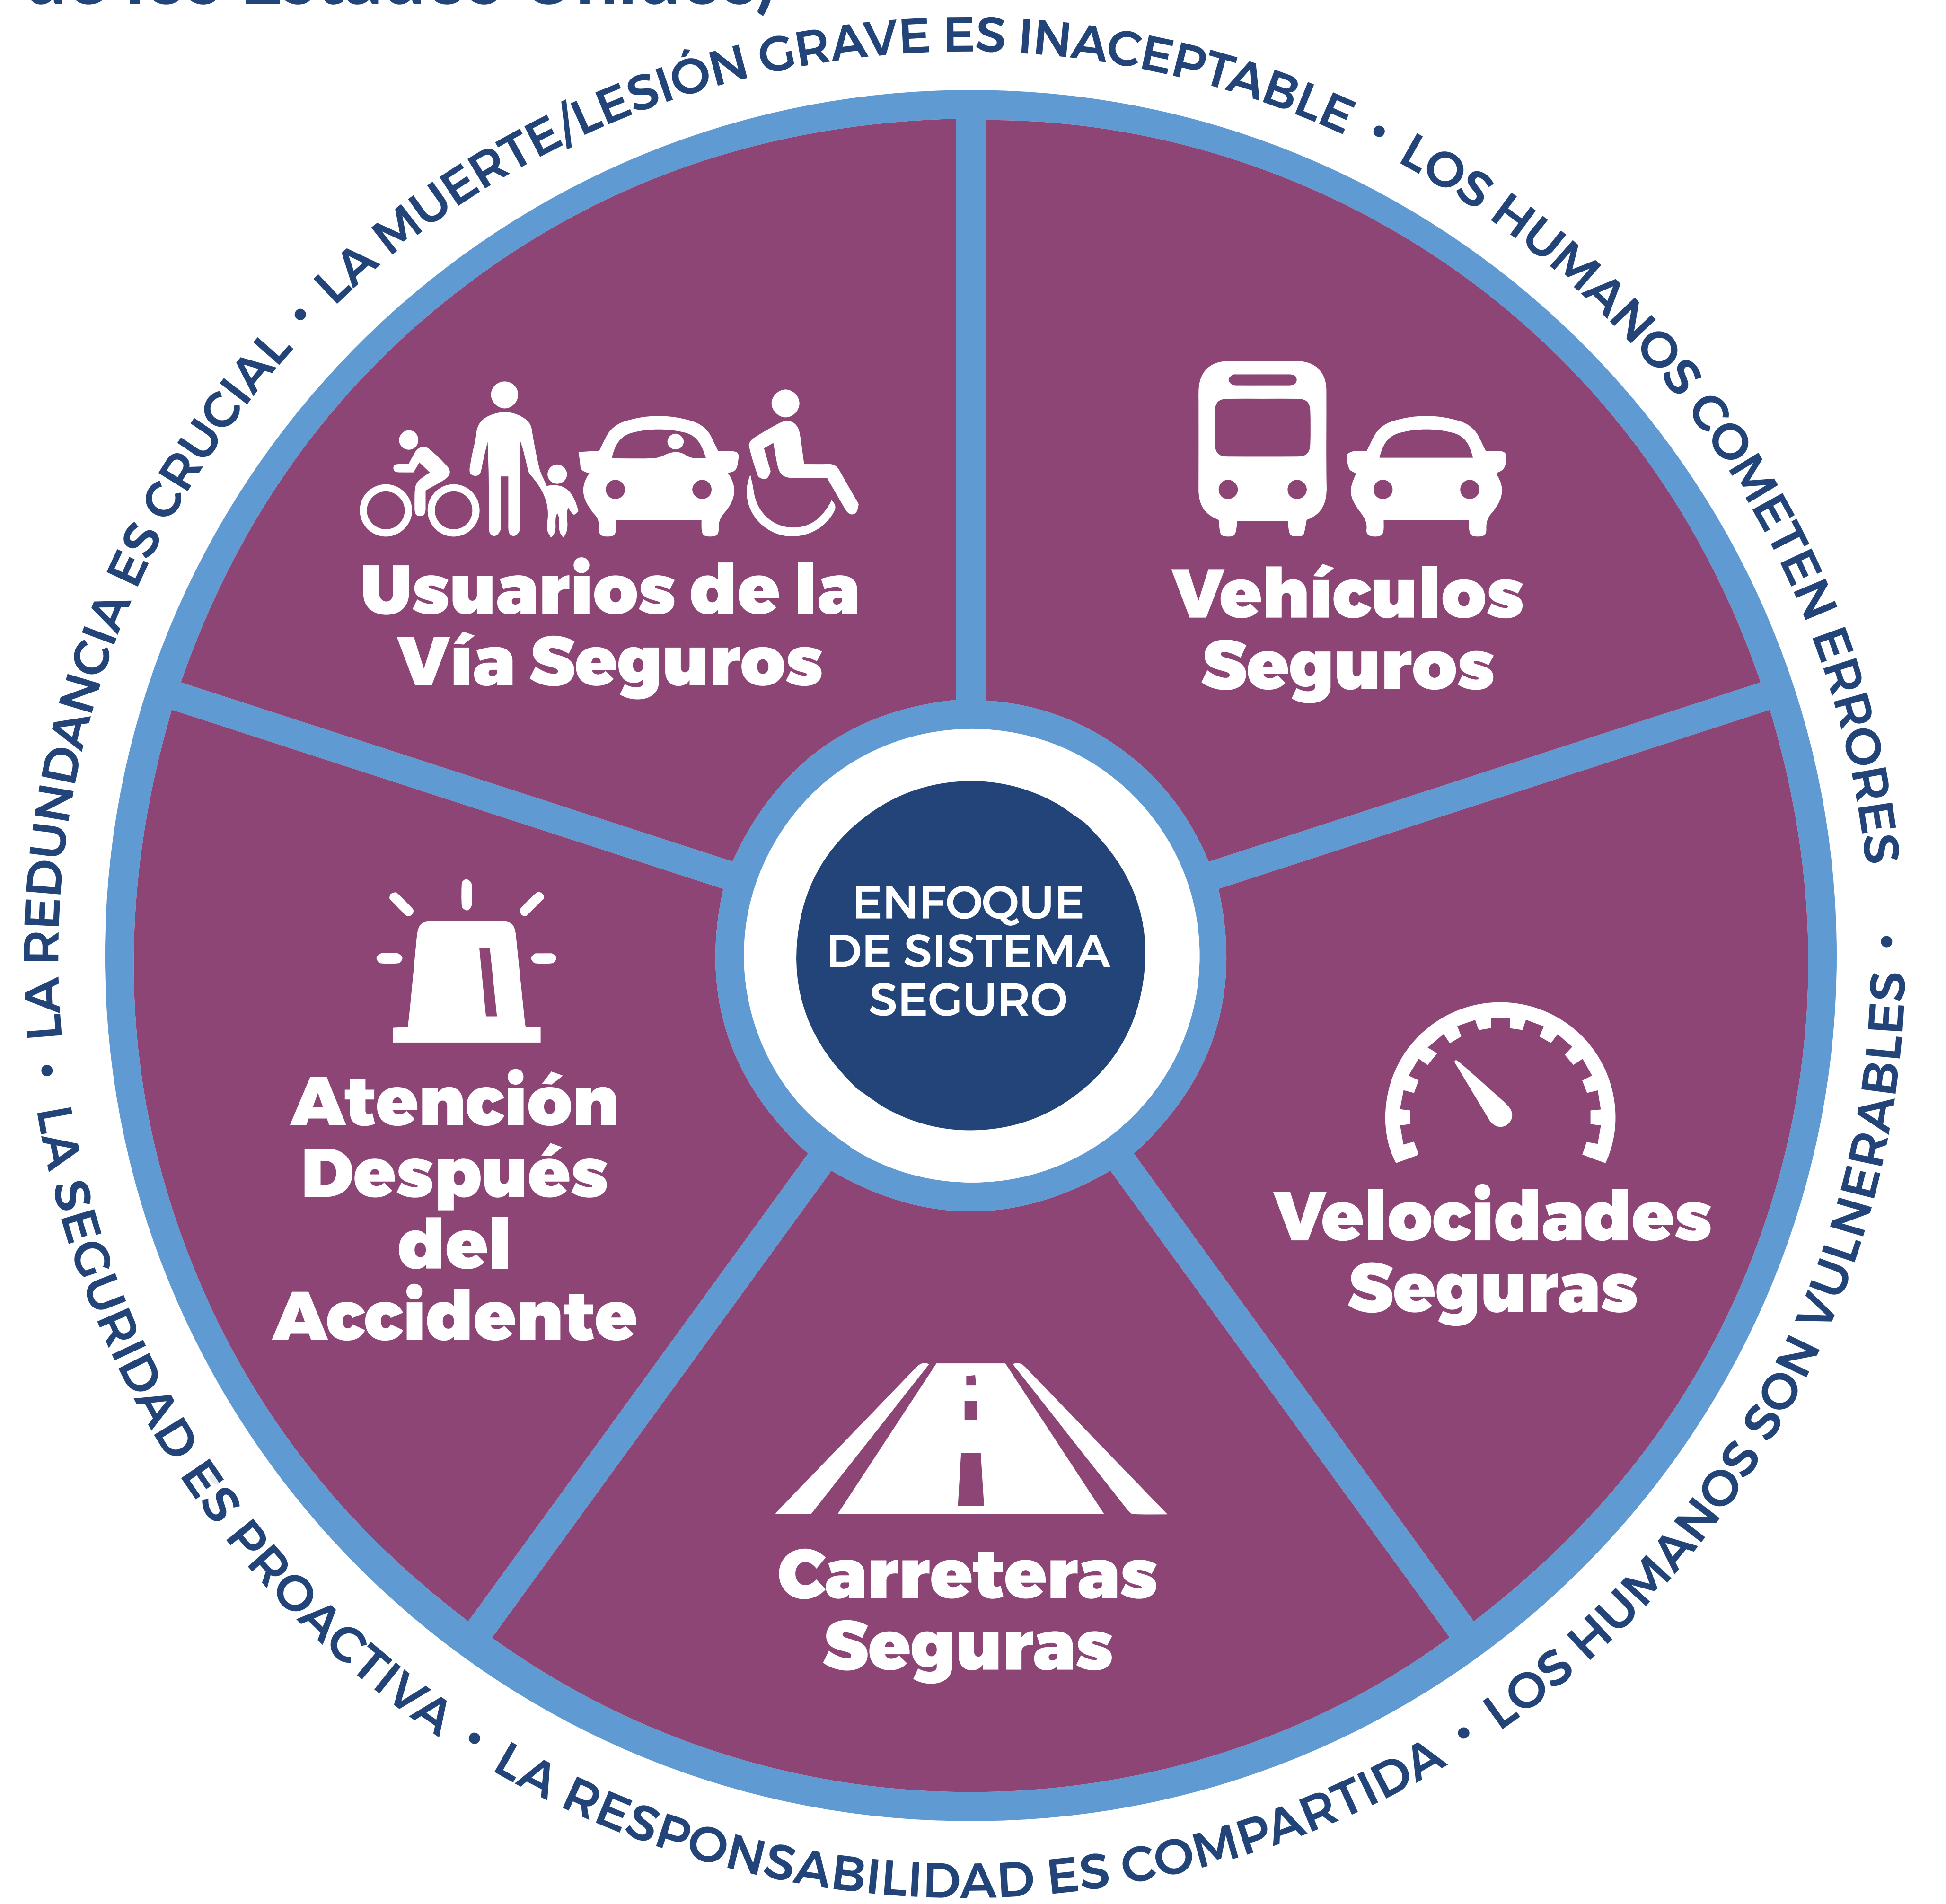 LA MUERTE/LESIÓN GRAVE ES INACEPTABLE •
LOS HUMANOS COMETEN ERRORES •
LOS HUMANOS SON VULNERABLES •
LA RESPONSABILIDAD ES COMPARTIDA •
LA SEGURIDAD ES PROACTIVA •
LA REDUNDANCIA ES CRUCIAL •
Usuarios de la
Vía Seguros
Vehículos
Seguros
ENFOQUE
DE SISTEMA
SEGURO
Atención
Después
del
Accidente
Velocidades
Seguras
Carreteras
Seguras